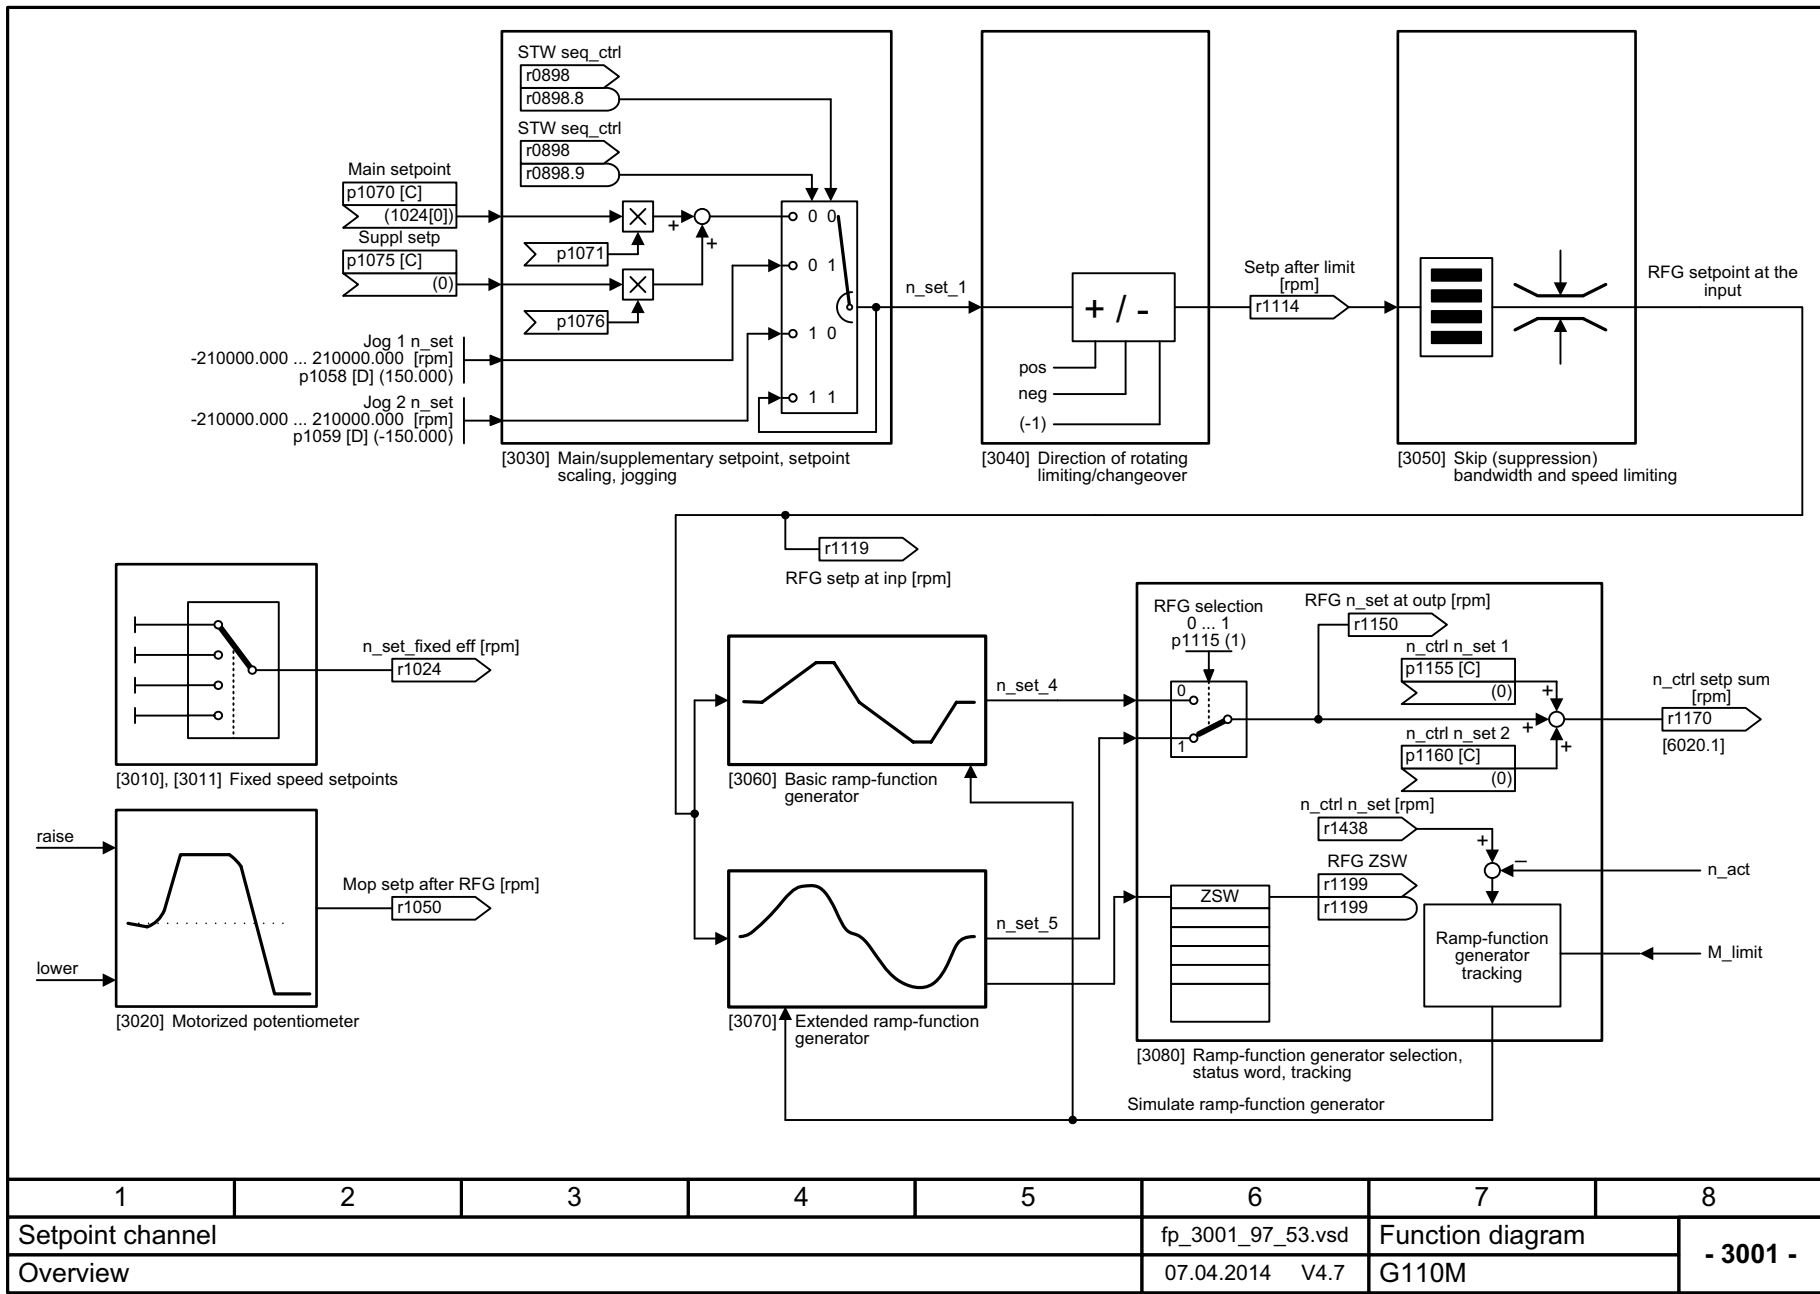 STW seq_ctrl
r0898
r0898.8
STW seq_ctrl
r0898
r0898.9
Main setpoint
p1070 [C]
(1024[0])
Suppl setp
p1075 [C]
(0)
p1071
p1076
+
+
0 0
0 1
1 0
1 1
Jog 1 n_set
-210000.000 ... 210000.000 [rpm]
p1058 [D] (150.000)
Jog 2 n_set
-210000.000 ... 210000.000 [rpm]
p1059 [D] (-150.000)
[3030] Main/supplementary setpoint, setpoint
scaling, jogging
n_set_1
+ / -
pos
neg
(-1)
[3040] Direction of rotating
limiting/changeover
Setp after limit
[rpm]
r1114
[3050] Skip (suppression)
bandwidth and speed limiting
RFG setpoint at the
input
r1119
RFG setp at inp [rpm]
n_set_fixed eff [rpm]
r1024
[3010], [3011] Fixed speed setpoints
raise
lower
Mop setp after RFG [rpm]
r1050
[3020] Motorized potentiometer
n_set_4
[3060] Basic ramp-function
generator
n_set_5
[3070] Extended ramp-function
generator
RFG selection
0 ... 1
p1115 (1)
0
1
RFG n_set at outp [rpm]
r1150
n_ctrl n_set 1
p1155 [C]
(0)
+
+
+
n_ctrl n_set 2
p1160 [C]
(0)
n_ctrl setp sum
[rpm]
r1170
[6020.1]
n_ctrl n_set [rpm]
r1438
+
–
n_act
RFG ZSW
r1199
r1199
ZSW
Ramp-function
generator
tracking
M_limit
[3080] Ramp-function generator selection,
status word, tracking
Simulate ramp-function generator
1 2 3 4 5 6 7 8
Setpoint channel
fp_3001_97_53.vsd
Function diagram
- 3001 -
Overview
07.04.2014 V4.7
G110M